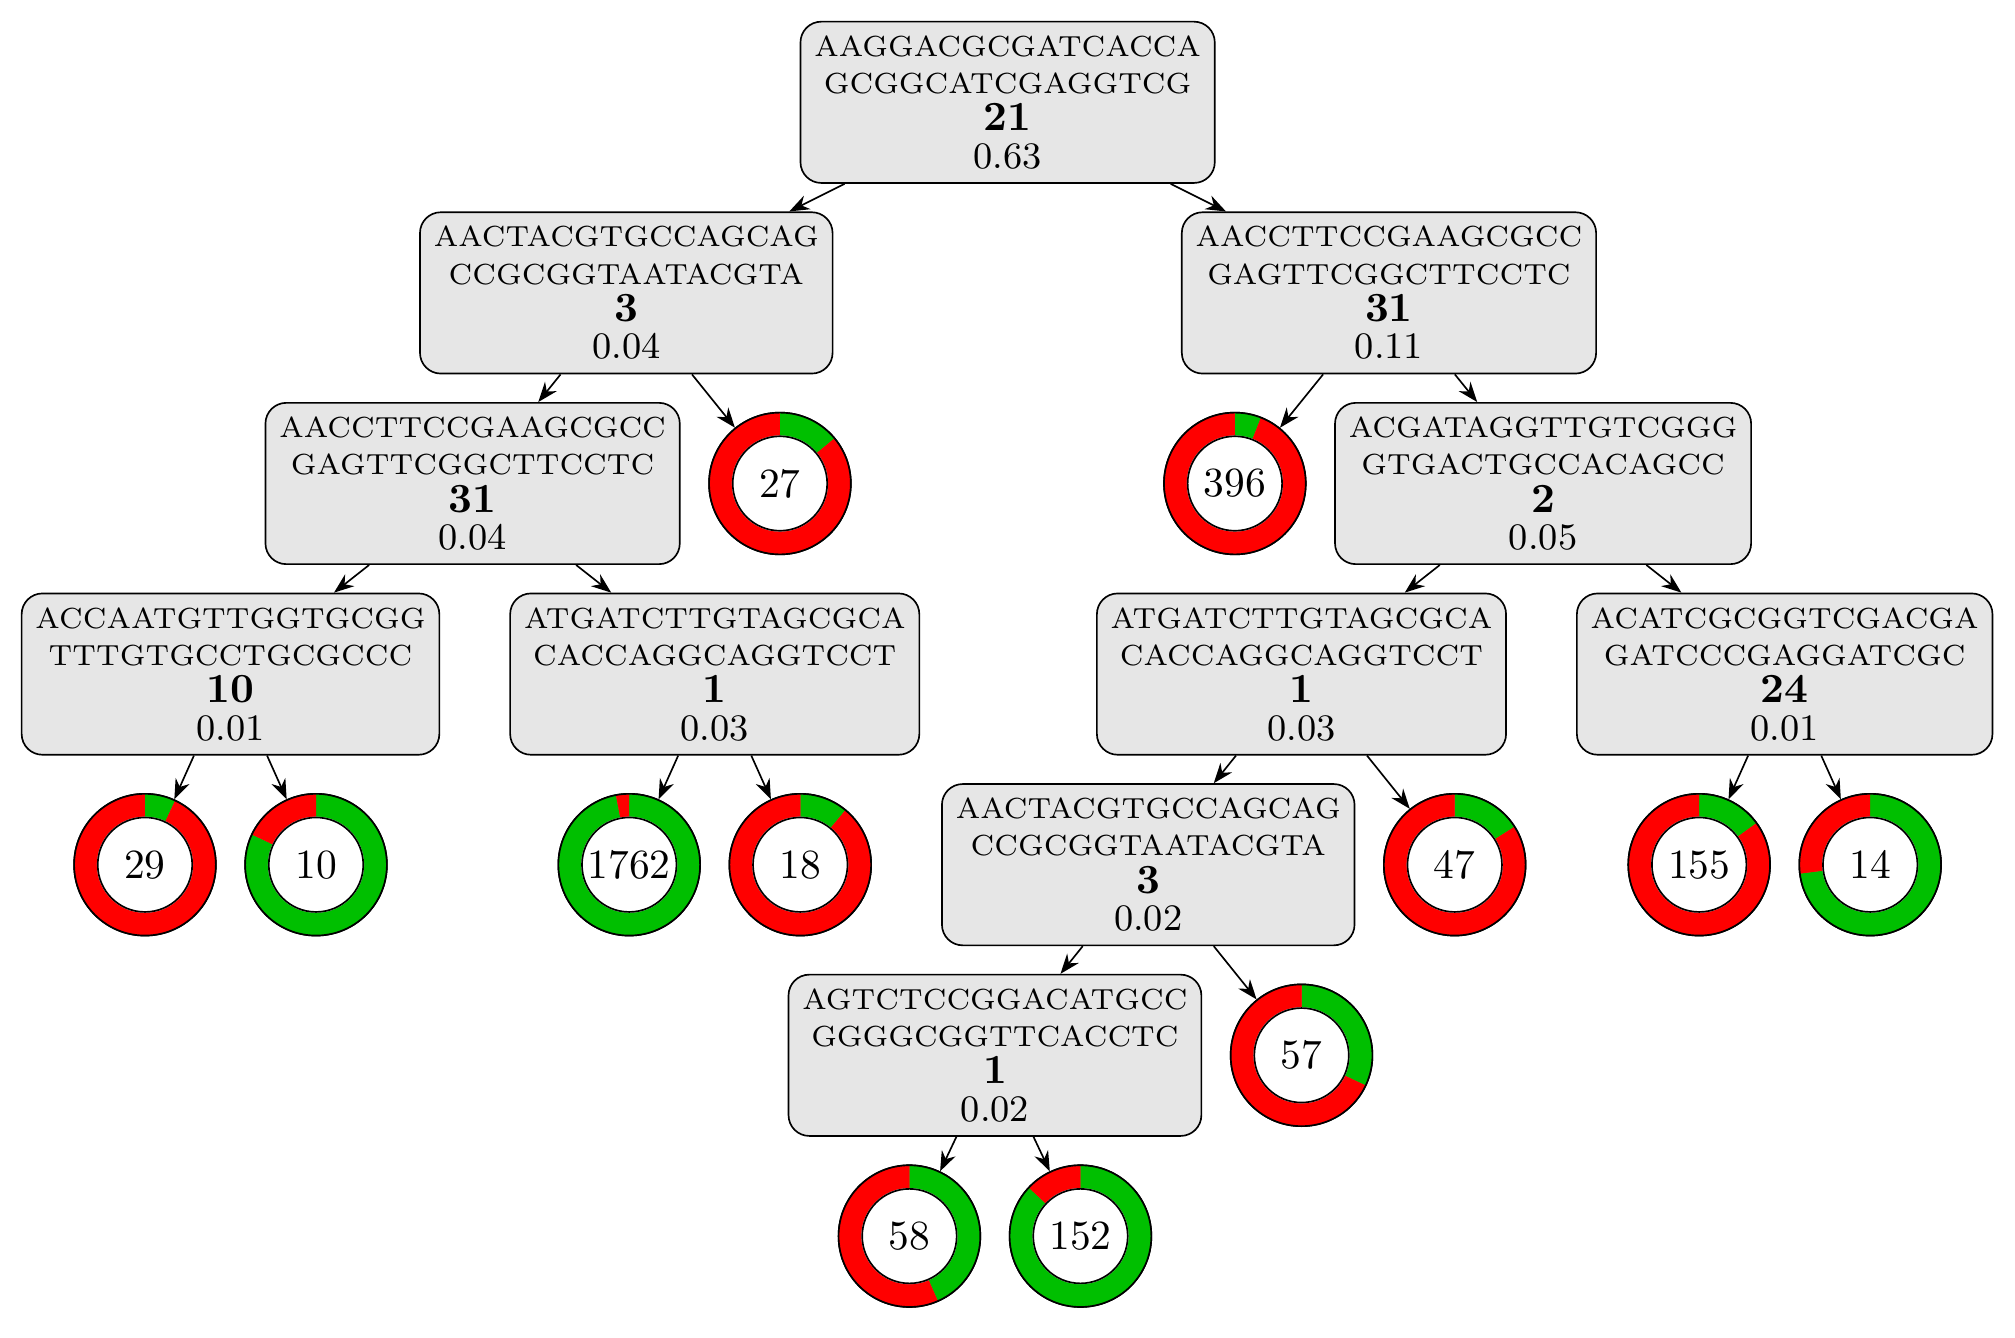 AAGGACGCGATCACCA
GCGGCATCGAGGTCG
21
0.63
AACTACGTGCCAGCAG
CCGCGGTAATACGTA
3
0.04
AACCTTCCGAAGCGCC
GAGTTCGGCTTCCTC
31
0.11
AACCTTCCGAAGCGCC
GAGTTCGGCTTCCTC
31
0.04
27
396
ACGATAGGTTGTCGGG
GTGACTGCCACAGCC
2
0.05
ACCAATGTTGGTGCGG
TTTGTGCCTGCGCCC
10
0.01
ATGATCTTGTAGCGCA
CACCAGGCAGGTCCT
1
0.03
ATGATCTTGTAGCGCA
CACCAGGCAGGTCCT
1
0.03
ACATCGCGGTCGACGA
GATCCCGAGGATCGC
24
0.01
29
10
1762
18
AACTACGTGCCAGCAG
CCGCGGTAATACGTA
3
0.02
47
155
14
AGTCTCCGGACATGCC
GGGGCGGTTCACCTC
1
0.02
57
58
152